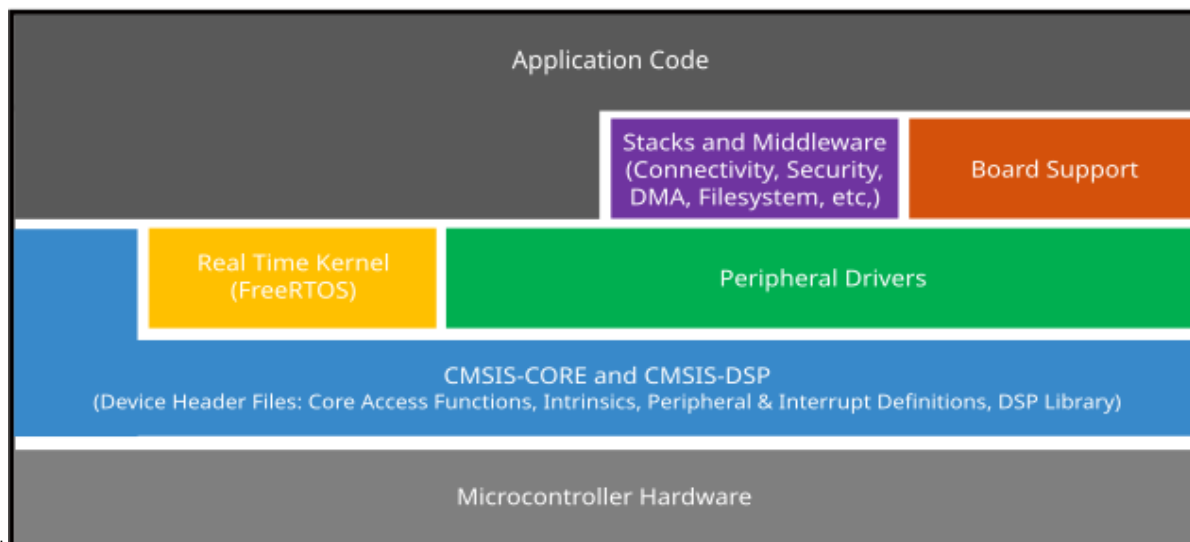 Application Code
Stacks and Middleware
(Connectivity, Security,
DMA, Filesystem, etc,)
Board Support
Real Time Kernel
(FreeRTOS)
Peripheral Drivers
CMSIS-CORE and CMSIS-DSP
(Device Header Files: Core Access Functions, Intrinsics, Peripheral & Interrupt Definitions, DSP Library)
Microcontroller Hardware